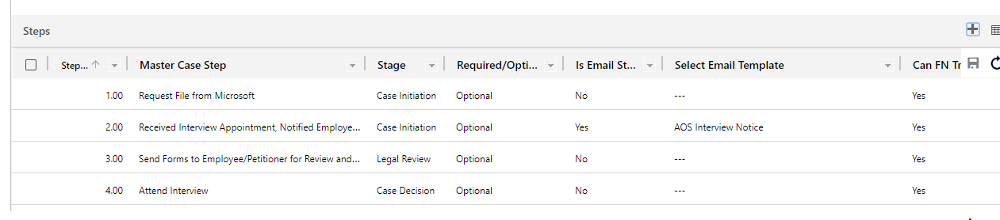 Steps
Step... Master Case Step Stage Required/Opti... Is Email St... Select Email Template Can FN Tr
1.00 Request File from Microsoft Case Initiation Optional No --- Yes
2.00 Received Interview Appointment, Notified Employe... Case Initiation Optional Yes AOS Interview Notice Yes
3.00 Send Forms to Employee/Petitioner for Review and... Legal Review Optional No --- Yes
4.00 Attend Interview Case Decision Optional No --- Yes